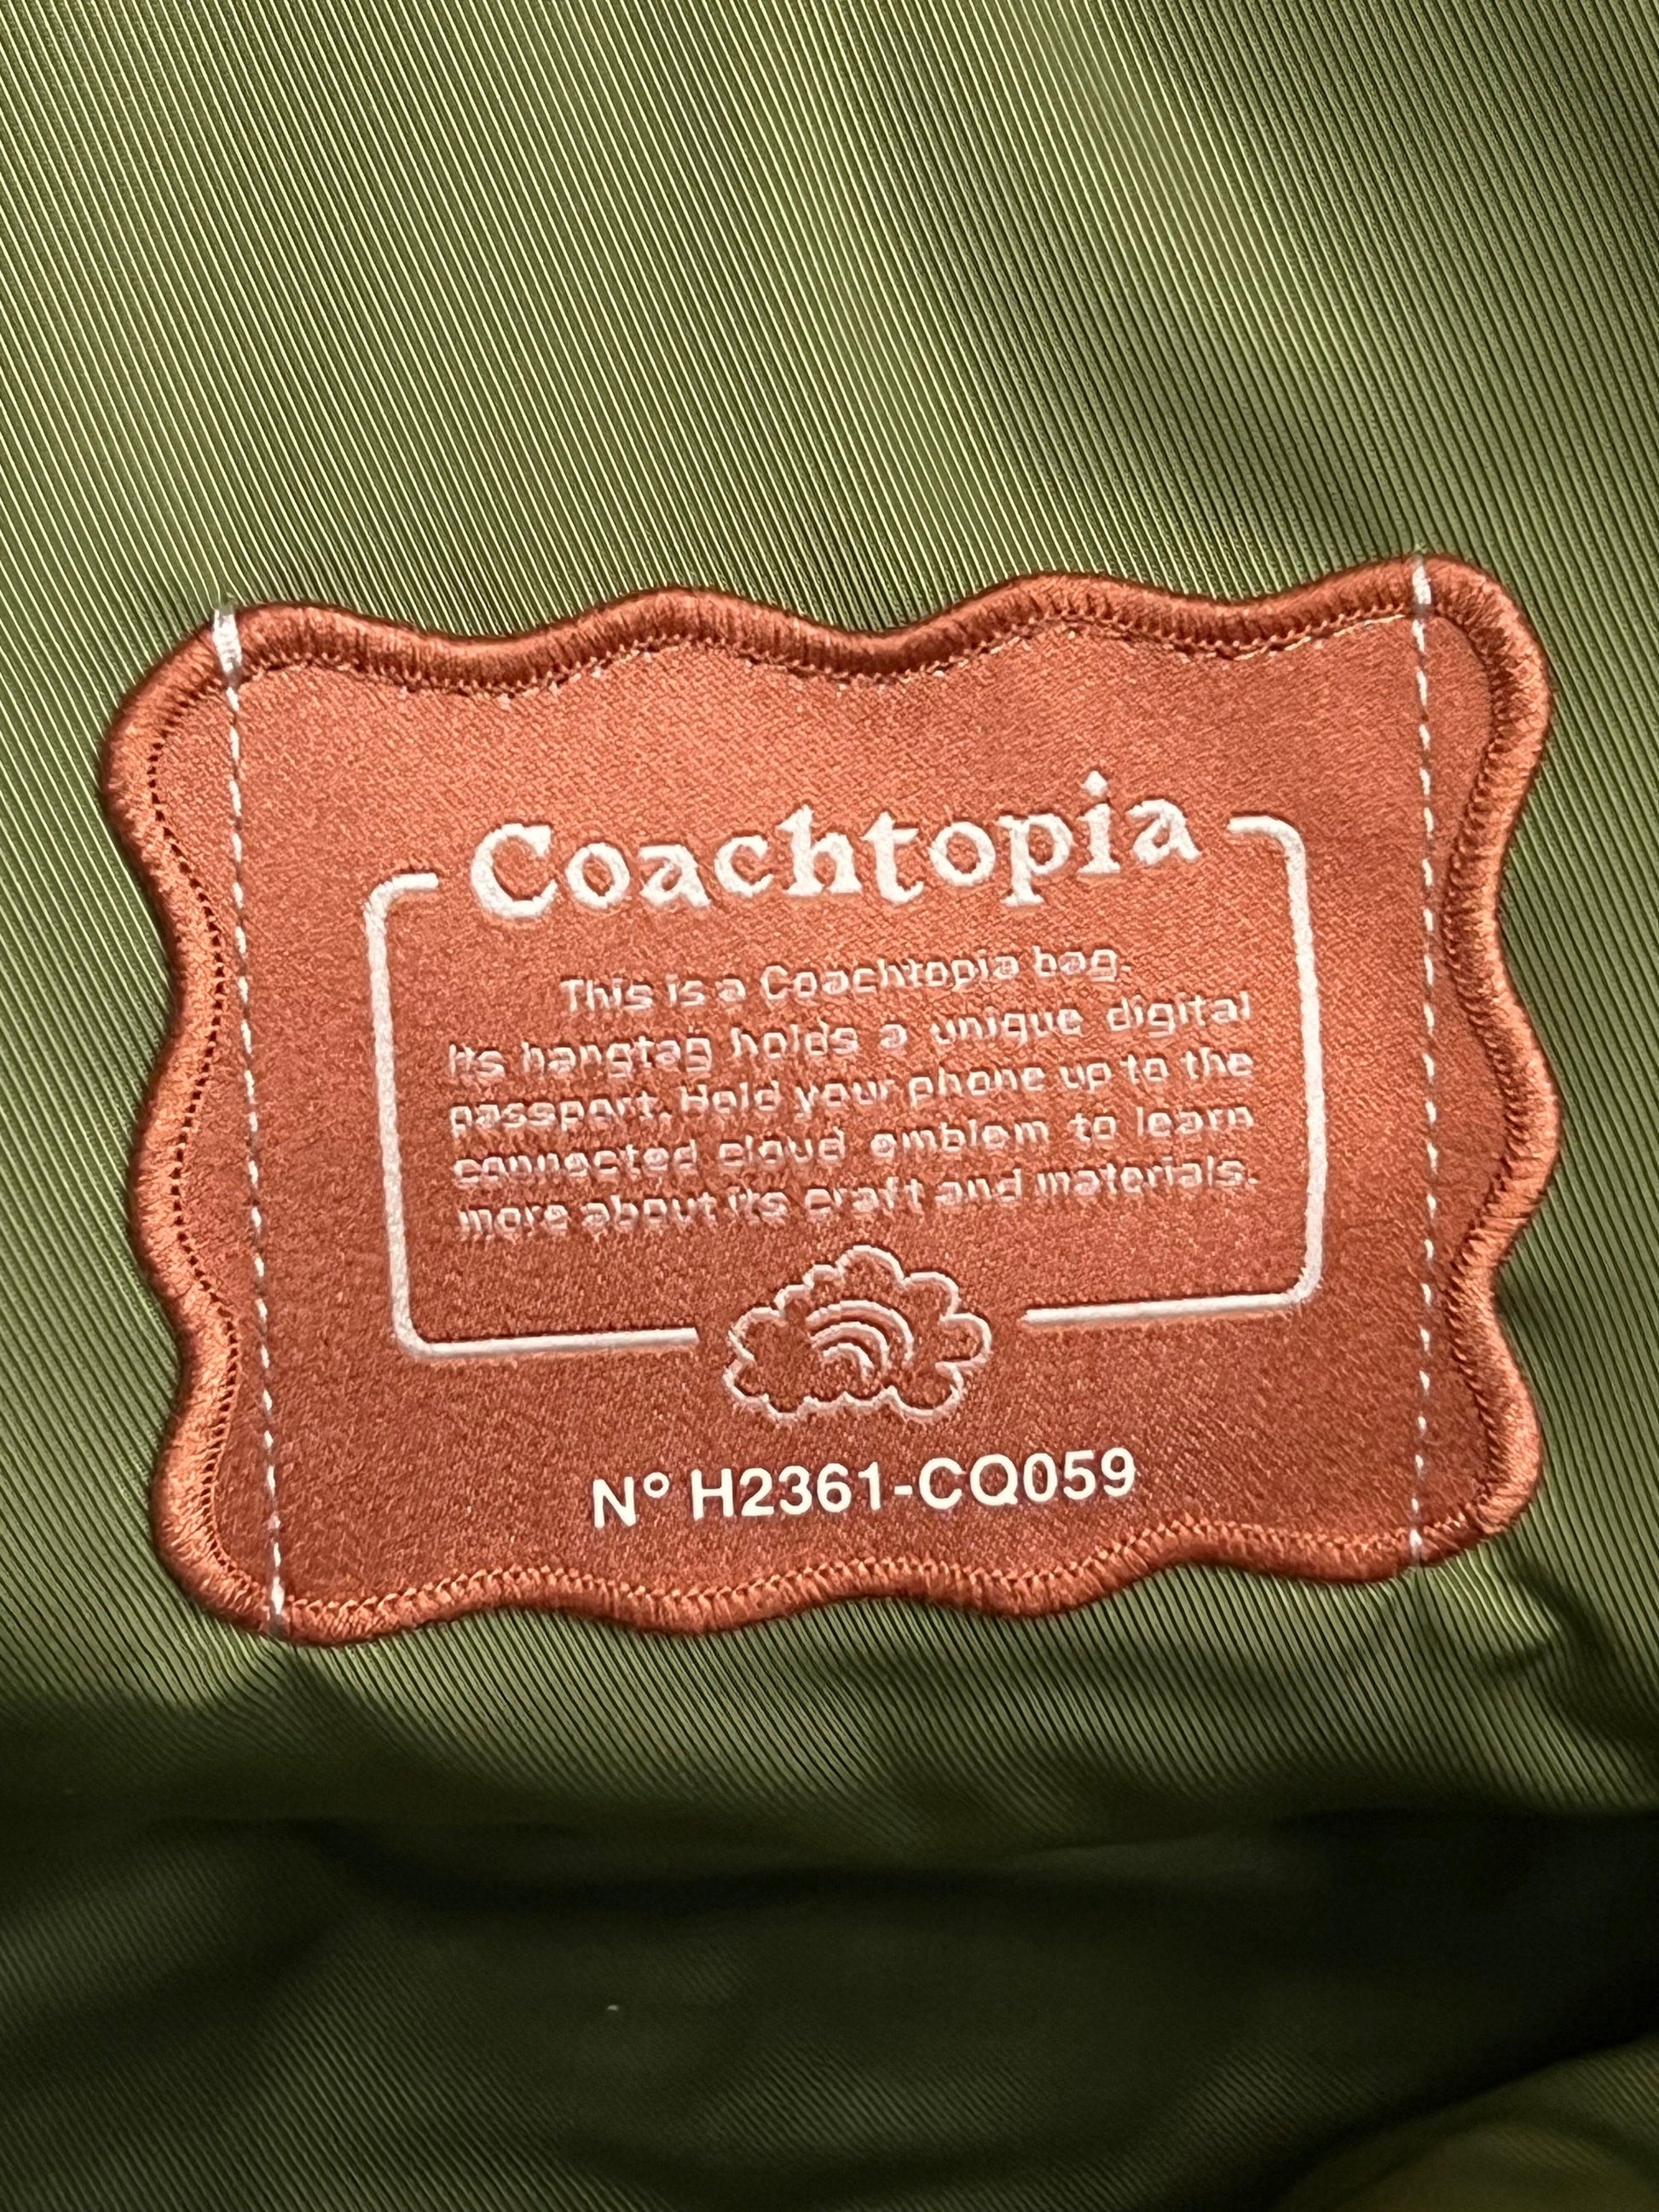 Coachtopia
This is a Coachtopia bag.
Its hangtag holds a unique digital
passport. Hold your phone up to the
connected cloud emblem to learn
more about its craft and materials.
Nº H2361-CQ059